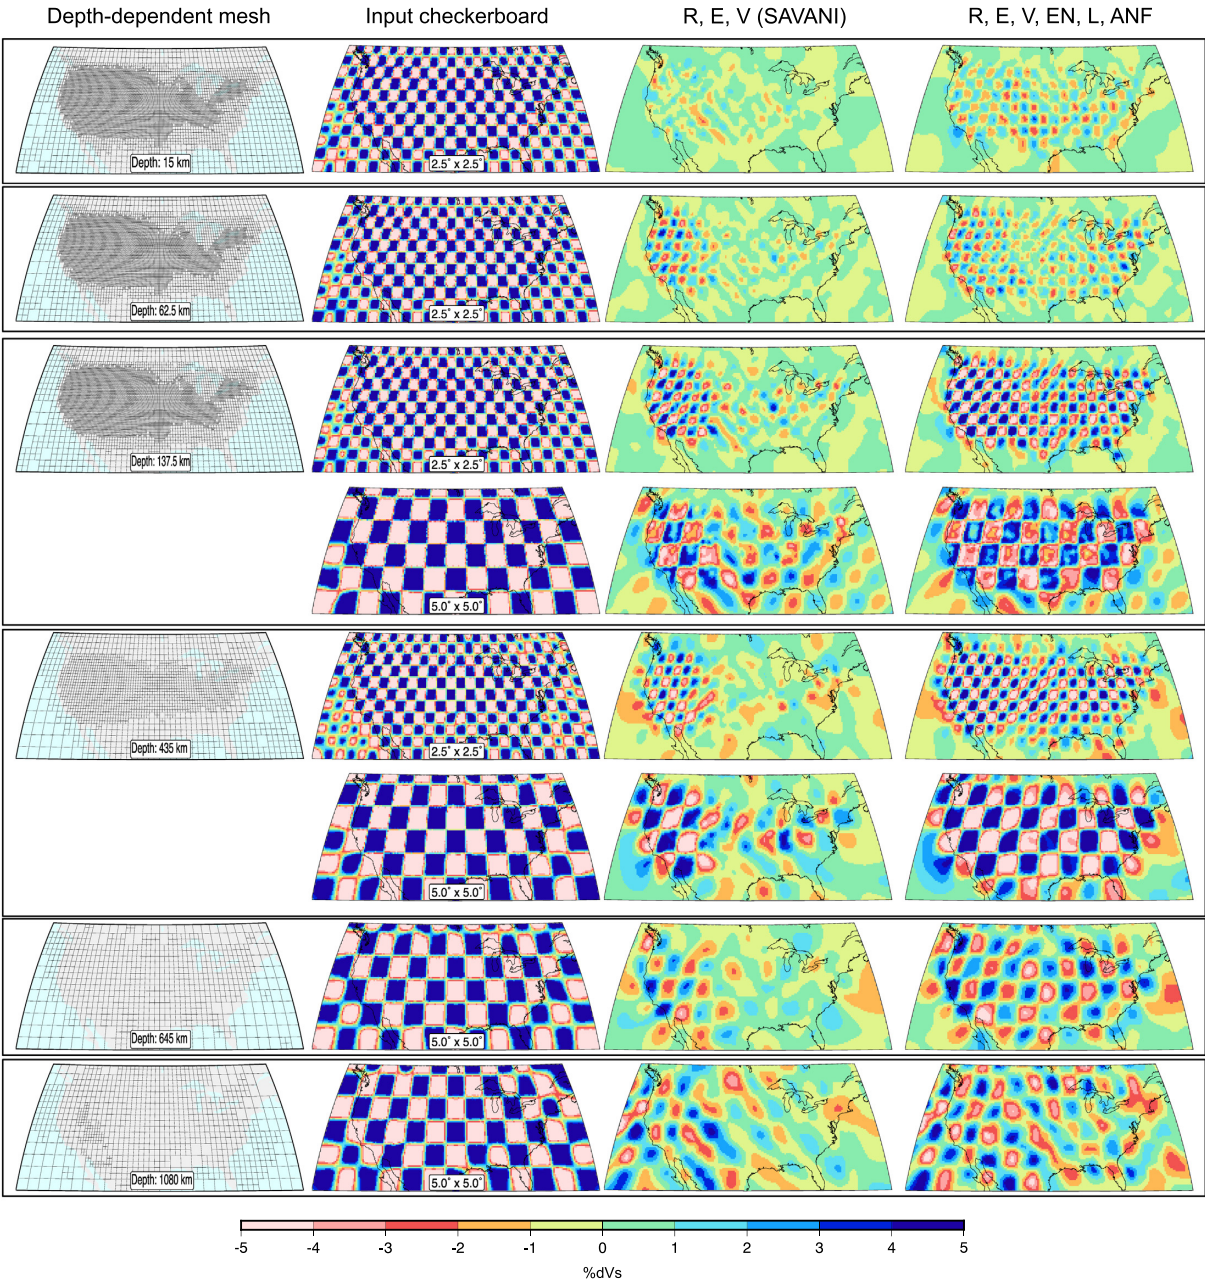 Depth-dependent mesh Input checkerboard R, E, V (SAVANI) R, E, V, EN, L, ANF
Depth: 15 km 2.5° x 2.5°
Depth: 62.5 km 2.5° x 2.5°
Depth: 137.5 km 2.5° x 2.5°
5.0° x 5.0°
Depth: 435 km 2.5° x 2.5°
5.0° x 5.0°
Depth: 645 km 5.0° x 5.0°
Depth: 1080 km 5.0° x 5.0°
-5 -4 -3 -2 -1 0 1 2 3 4 5
%dVs